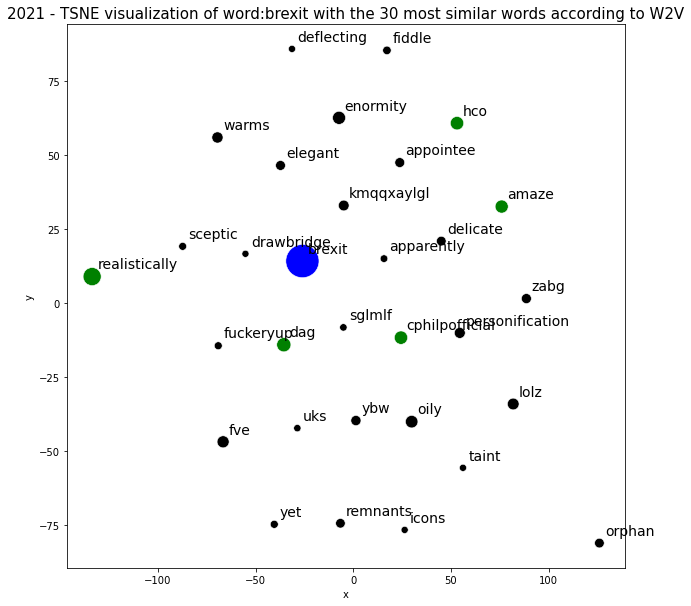 2021 - TSNE visualization of word:brexit with the 30 most similar words according to W2V
deflecting
fiddle
75
enormity
hco
warms
elegant
appointee
50
kmqqxaylgl
amaze
delicate
25
sceptic
drawbridge
brexit
apparently
realistically
zabg
y
0
sglmlf
cphilpofficial
personification
fuckeryup
dag
−25
lolz
ybw
oily
uks
fve
−50
taint
yet
remnants
icons
−75
orphan
−100
−50
0
50
100
x